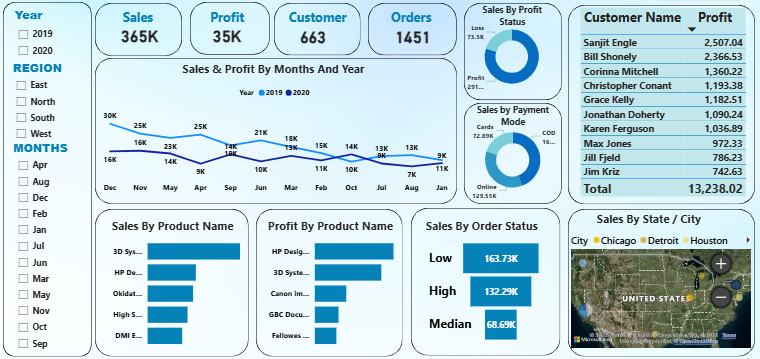 Year
2019
2020
REGION
East
North
South
West
MONTHS
Apr
Aug
Dec
Feb
Jan
Jul
Jun
Mar
May
Nov
Oct
Sep
Sales
365K
Profit
35K
Customer
663
Orders
1451
Sales & Profit By Months And Year
Year 2019 2020
30K
25K
23K
25K
14K
21K
18K
15K
14K
13K
13K
9K
16K
16K
14K
9K
10K
13K
11K
10K
9K
7K
11K
Dec Nov May Apr Sep Jun Mar Feb Oct Jul Aug Jan
Sales By Profit
Status
Loss
73.5K
Profit
291...
Sales by Payment
Mode
Cards
72.89K
COD
16...
Online
129.55K
Customer Name Profit
Sanjit Engle 2,507.04
Bill Shonely 2,366.53
Corinna Mitchell 1,360.22
Christopher Conant 1,193.38
Grace Kelly 1,182.51
Jonathan Doherty 1,090.24
Karen Ferguson 1,036.89
Max Jones 972.33
Jill Fjeld 786.23
Jim Kriz 742.63
Total 13,238.02
Sales By Product Name
3D Sys...
HP De...
Okidat...
High S...
DMI E...
Profit By Product Name
HP Desig...
3D Syste...
Canon im...
GBC Docu...
Fellowes ...
Sales By Order Status
Low 163.73K
High 132.29K
Median 68.69K
Sales By State / City
City Chicago Detroit Houston
UNITED STATES